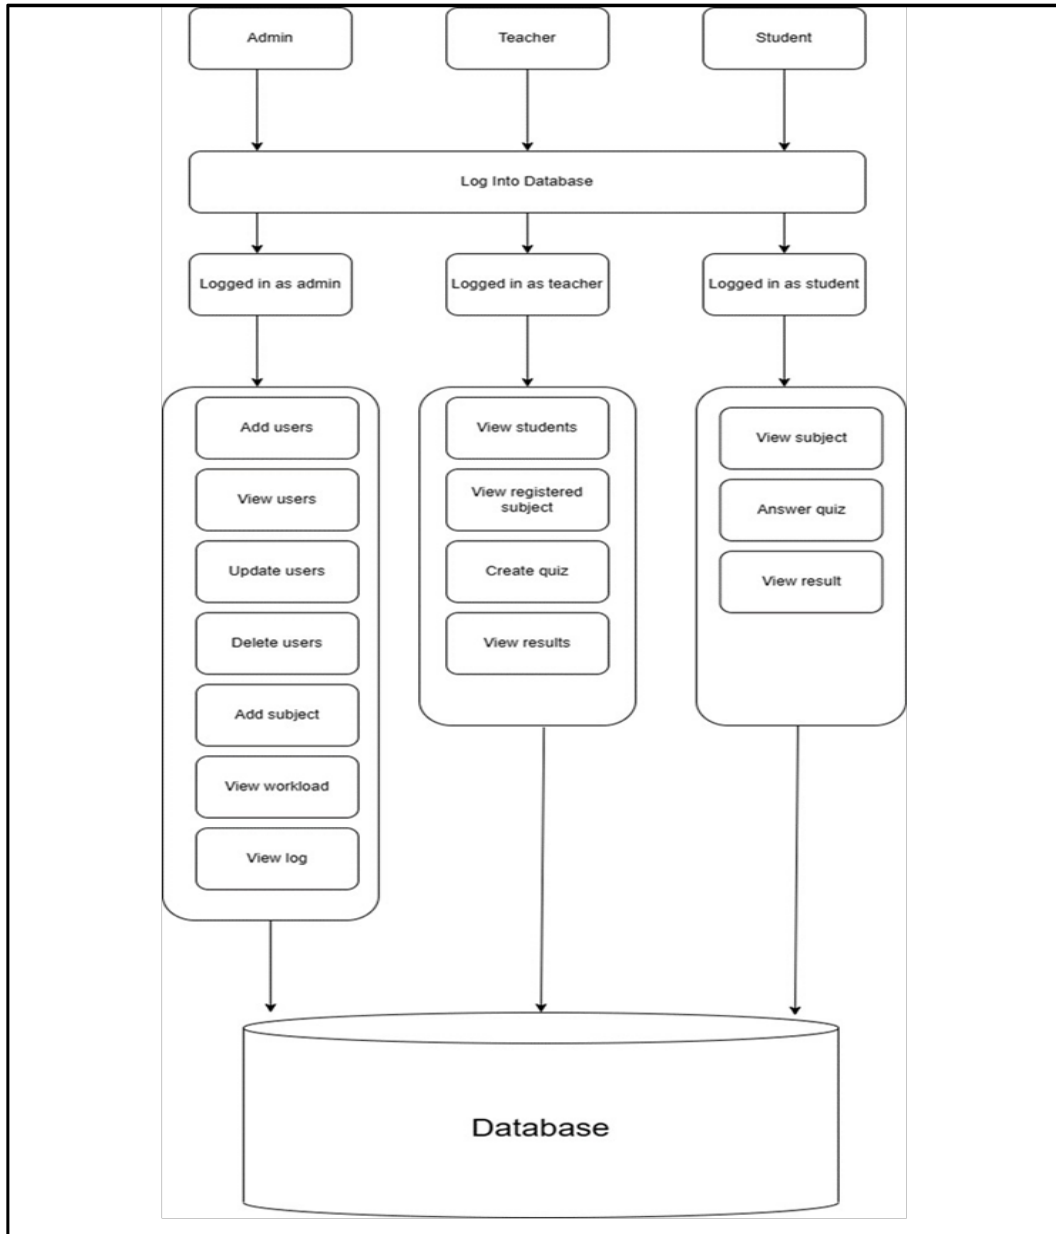 Admin
Teacher
Student
Log Into Database
Logged in as admin
Logged in as teacher
Logged in as student
Add users
View users
Update users
Delete users
Add subject
View workload
View log
View students
View registered
subject
Create quiz
View results
View subject
Answer quiz
View result
Database